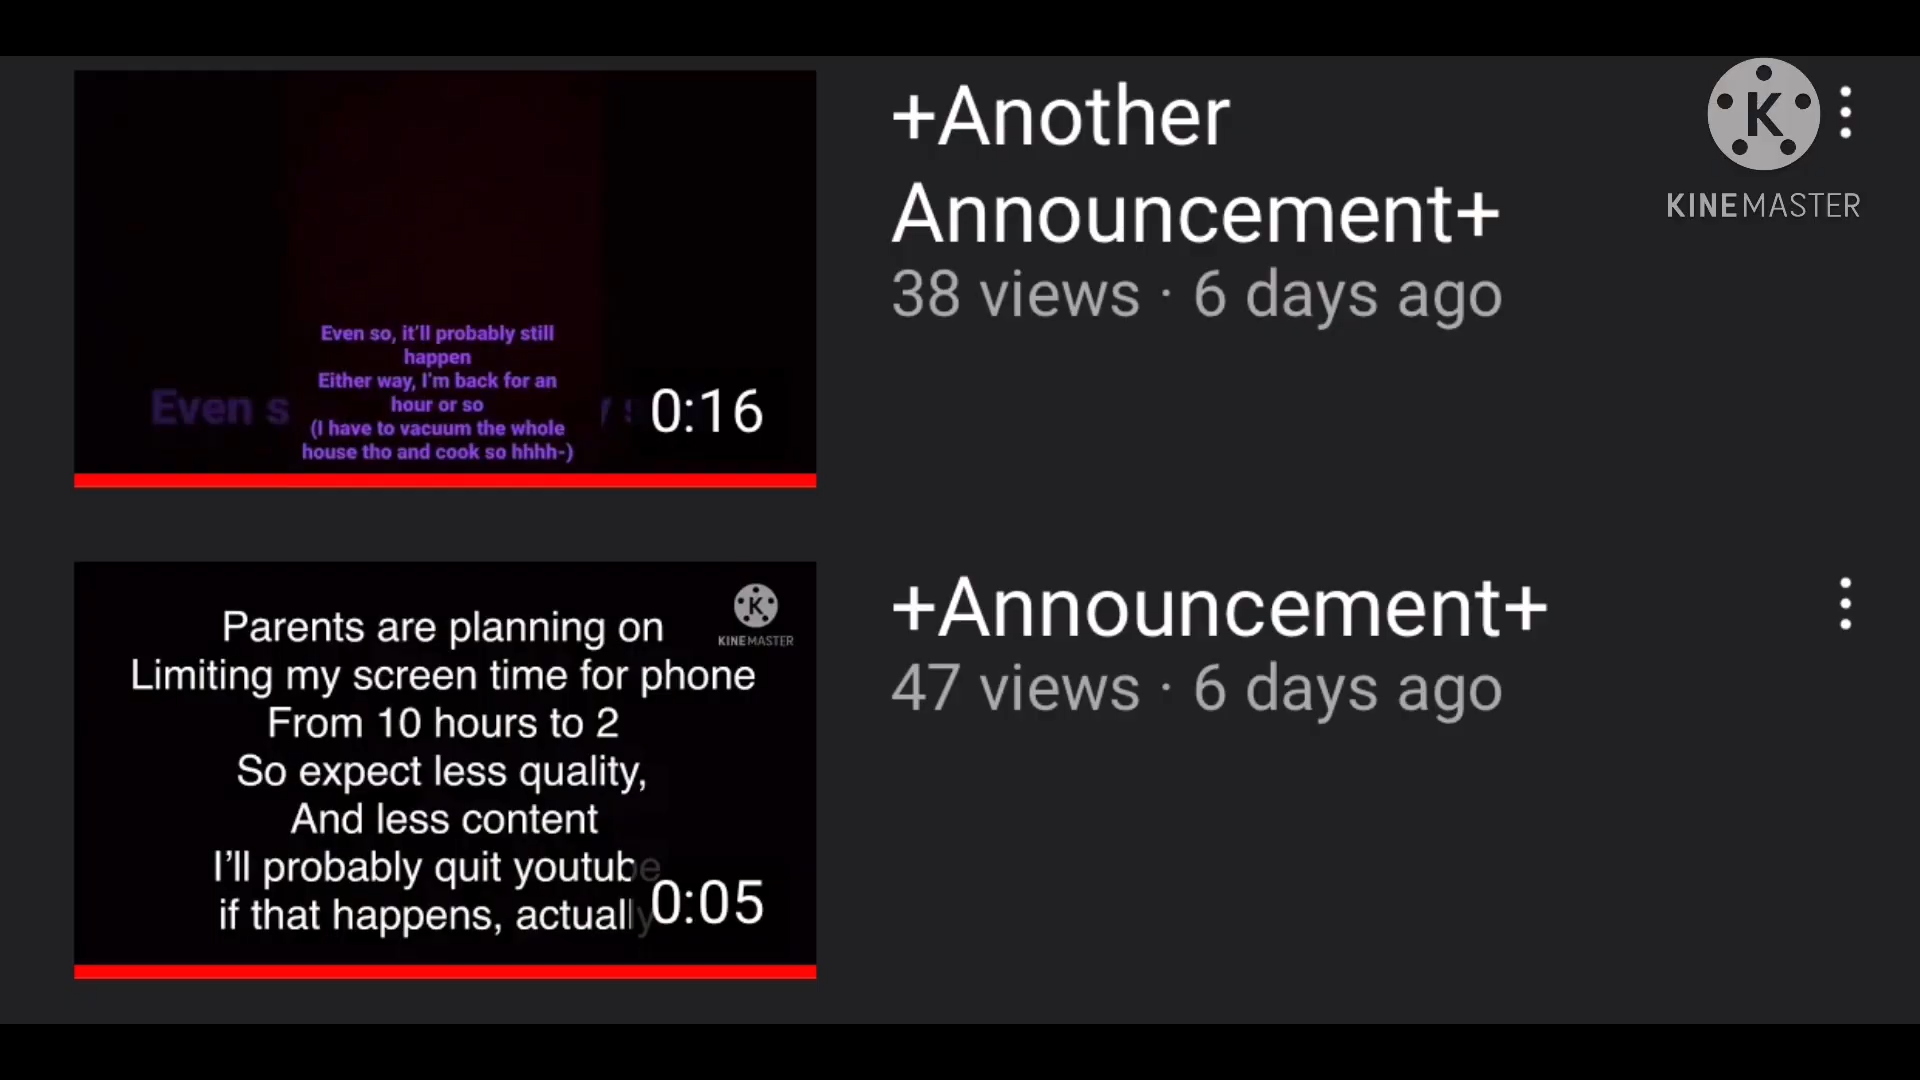 +Another
Announcement+
38 views · 6 days ago
K
KINEMASTER
Even so, it'll probably still
happen
Either way, I'm back for an
hour or so
(I have to vacuum the whole
house tho and cook so hhhh-)
Even s
0:16
+Announcement+
47 views · 6 days ago
K
KINEMASTER
Parents are planning on
Limiting my screen time for phone
From 10 hours to 2
So expect less quality,
And less content
I'll probably quit youtube
if that happens, actually
0:05